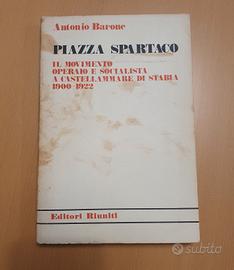 Antonio Barone
PIAZZA SPARTACO
IL MOVIMENTO
OPERAIO E SOCIALISTA
A CASTELLAMMARE DI STABIA
1900-1922
Editori Riuniti
subito